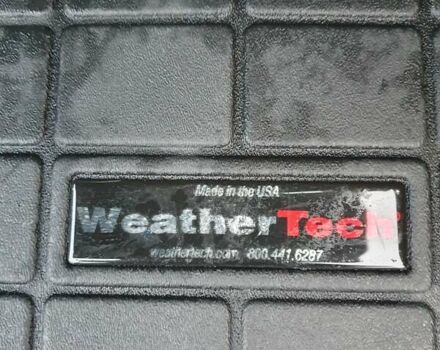 Made in the USA
WeatherTech
weathertech.com 800.441.6287